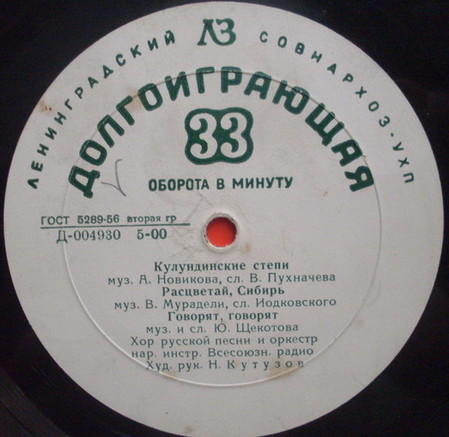 ЛЕНИНГРАДСКИЙ ЛЗ СОВНАРХОЗ-УХП
ДОЛГОИГРАЮЩАЯ
33
ОБОРОТА В МИНУТУ
ГОСТ 5289-56 вторая гр
Д-004930 5-00
Кулундинские степи
муз. А. Новикова, сл. В. Пухначева
Расцветай, Сибирь
муз. В. Мурадели, сл. Иодковского
Говорят, говорят
муз. и сл. Ю. Щекотова
Хор русской песни и оркестр
нар. инстр. Всесоюзн. радио
Худ. рук. Н. Кутузов